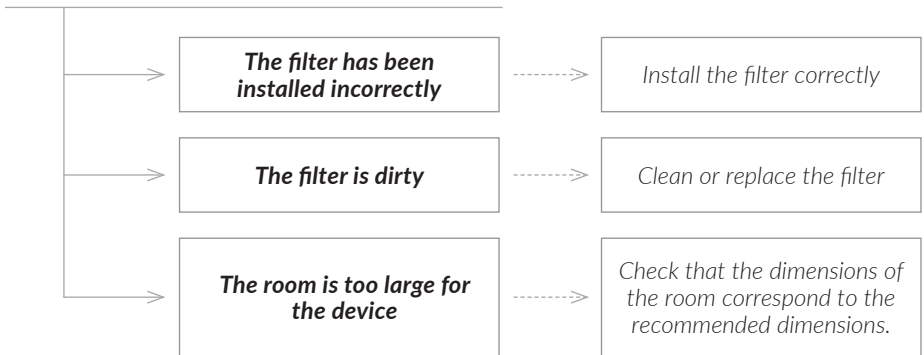 The filter has been
installed incorrectly
Install the filter correctly
The filter is dirty
Clean or replace the filter
The room is too large for
the device
Check that the dimensions of
the room correspond to the
recommended dimensions.